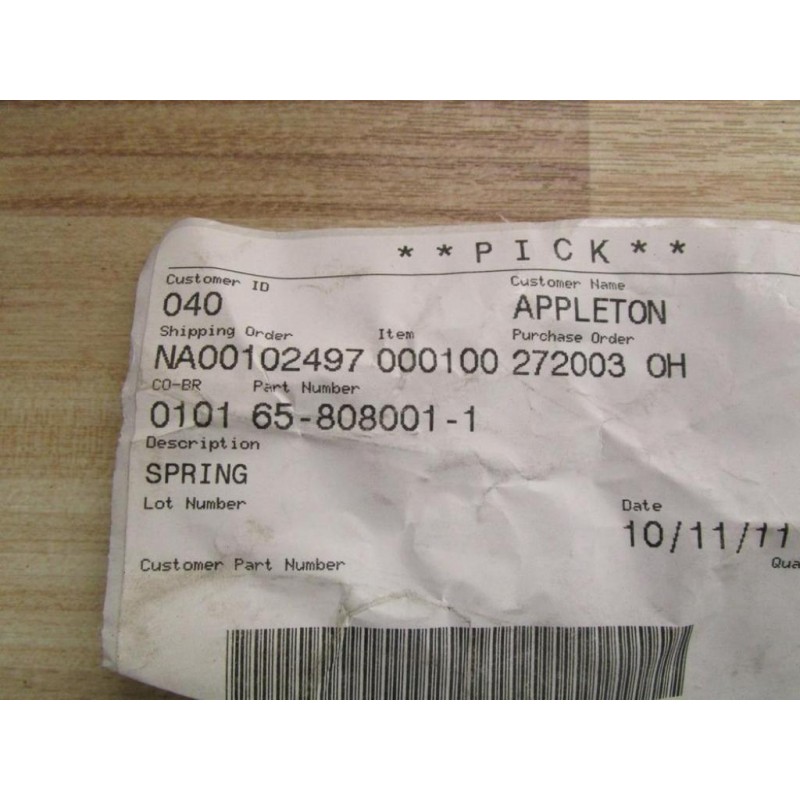 **PICK**
Customer ID Customer Name
040 APPLETON
Shipping Order Item Purchase Order
NA00102497 000100 272003 OH
CO-BR Part Number
0101 65-808001-1
Description
SPRING
Lot Number Date
10/11/11
Customer Part Number